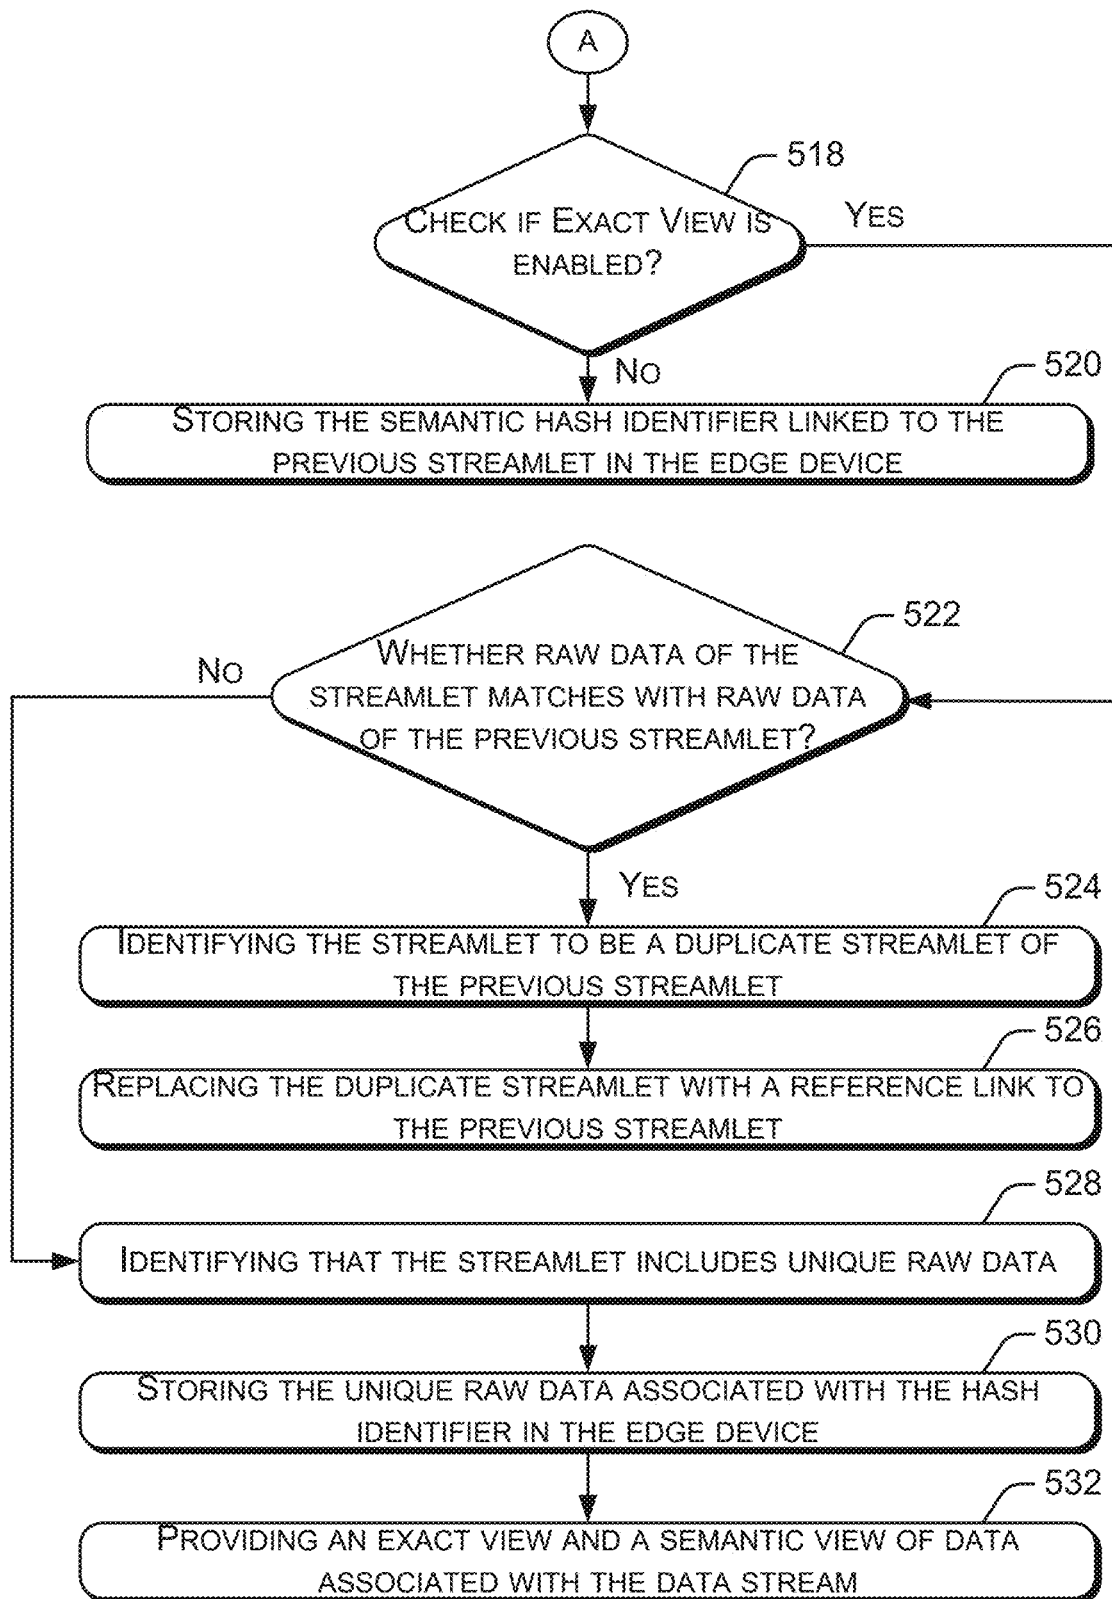 A
518
Check if Exact View is
enabled?
Yes
No
520
Storing the semantic hash identifier linked to the
previous streamlet in the edge device
522
No
Whether raw data of the
streamlet matches with raw data
of the previous streamlet?
Yes
524
Identifying the streamlet to be a duplicate streamlet of
the previous streamlet
526
Replacing the duplicate streamlet with a reference link to
the previous streamlet
528
Identifying that the streamlet includes unique raw data
530
Storing the unique raw data associated with the hash
identifier in the edge device
532
Providing an exact view and a semantic view of data
associated with the data stream